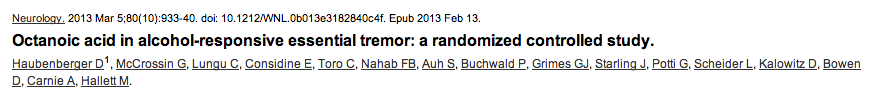 Neurology. 2013 Mar 5;80(10):933-40. doi: 10.1212/WNL.0b013e3182840c4f. Epub 2013 Feb 13.
Octanoic acid in alcohol-responsive essential tremor: a randomized controlled study.
Haubenberger D1, McCrossin G, Lungu C, Considine E, Toro C, Nahab FB, Auh S, Buchwald P, Grimes GJ, Starling J, Potti G, Scheider L, Kalowitz D, Bowen
D, Carnie A, Hallett M.